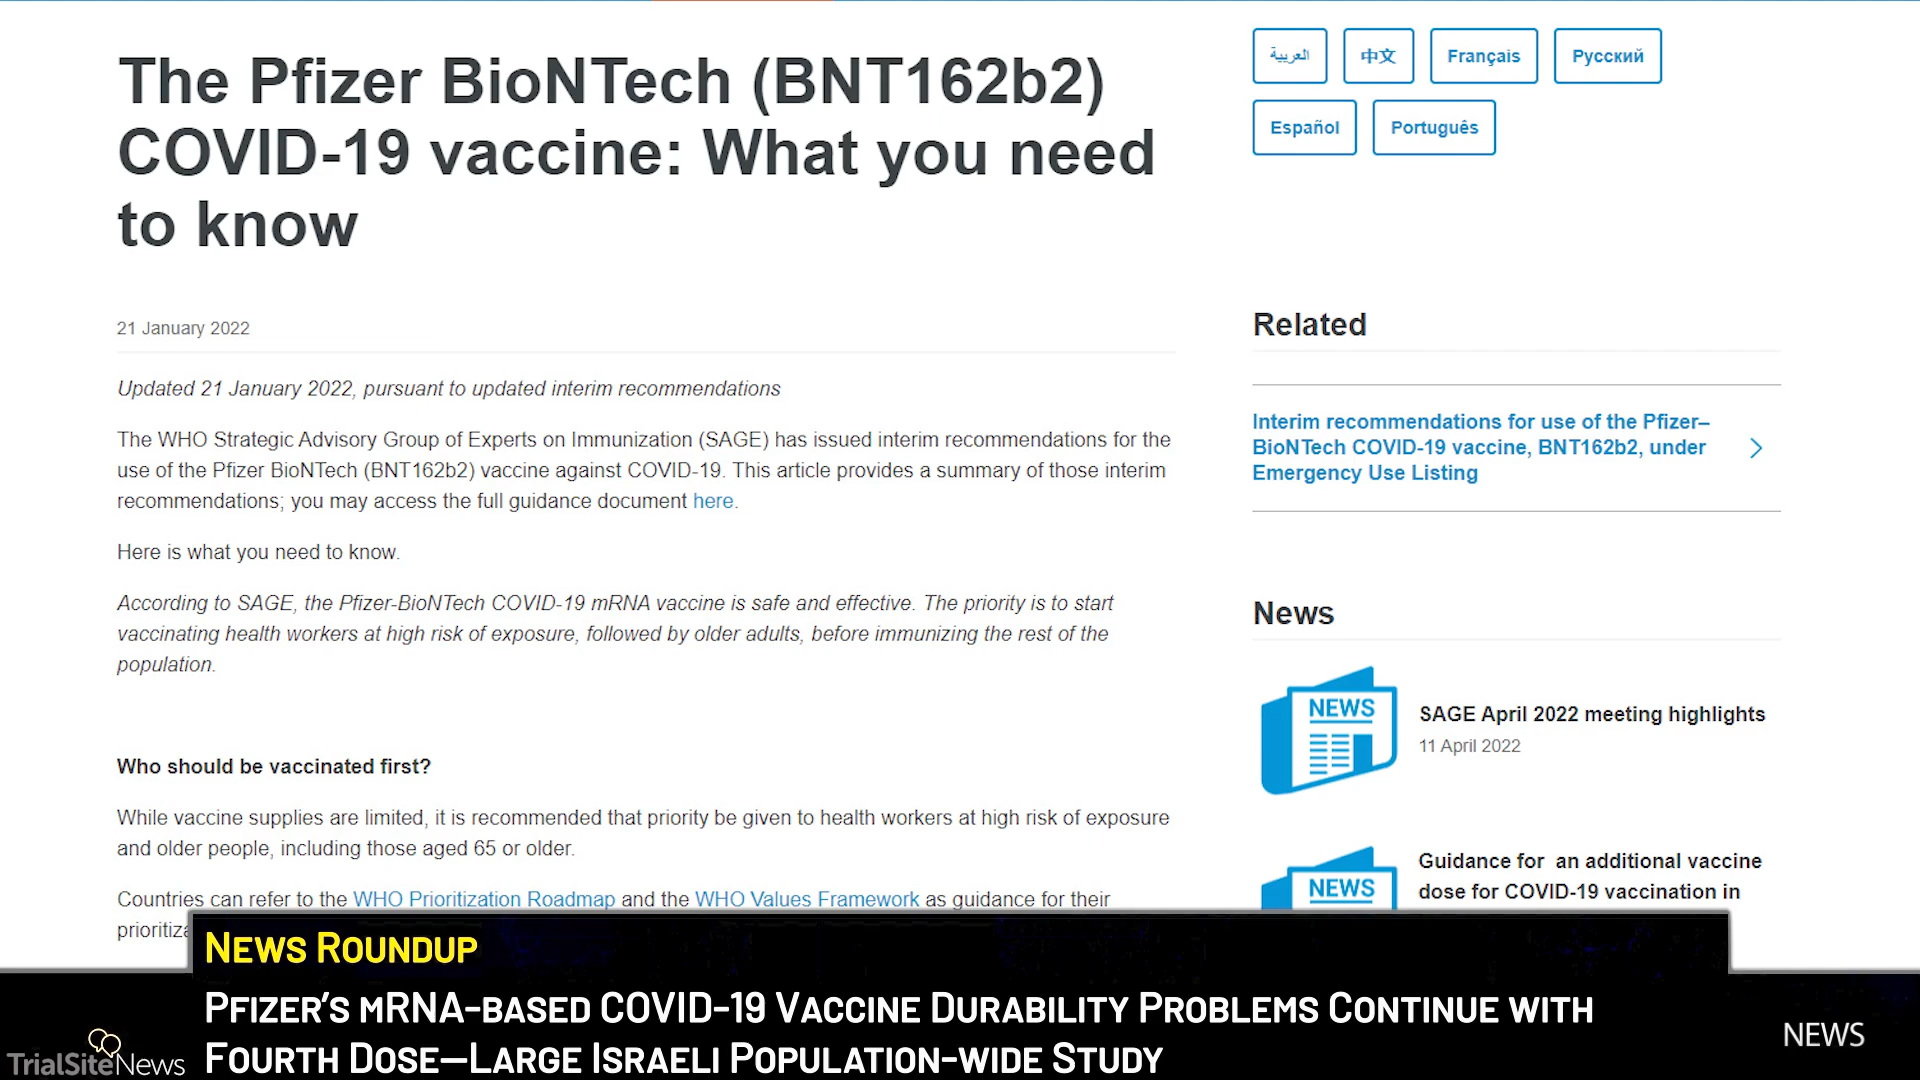 The Pfizer BioNTech (BNT162b2)
COVID-19 vaccine: What you need
to know
21 January 2022
Updated 21 January 2022, pursuant to updated interim recommendations
The WHO Strategic Advisory Group of Experts on Immunization (SAGE) has issued interim recommendations for the
use of the Pfizer BioNTech (BNT162b2) vaccine against COVID-19. This article provides a summary of those interim
recommendations; you may access the full guidance document here.
Here is what you need to know.
According to SAGE, the Pfizer-BioNTech COVID-19 mRNA vaccine is safe and effective. The priority is to start
vaccinating health workers at high risk of exposure, followed by older adults, before immunizing the rest of the
population.
Who should be vaccinated first?
While vaccine supplies are limited, it is recommended that priority be given to health workers at high risk of exposure
and older people, including those aged 65 or older.
Countries can refer to the WHO Prioritization Roadmap and the WHO Values Framework as guidance for their
العربية
中文
Français
Русский
Español
Português
Related
Interim recommendations for use of the Pfizer–
BioNTech COVID-19 vaccine, BNT162b2, under
Emergency Use Listing
News
NEWS
SAGE April 2022 meeting highlights
11 April 2022
NEWS
Guidance for an additional vaccine
dose for COVID-19 vaccination in
News Roundup
Pfizer's mRNA-based COVID-19 Vaccine Durability Problems Continue with
Fourth Dose—Large Israeli Population-wide Study
TrialSiteNews
NEWS